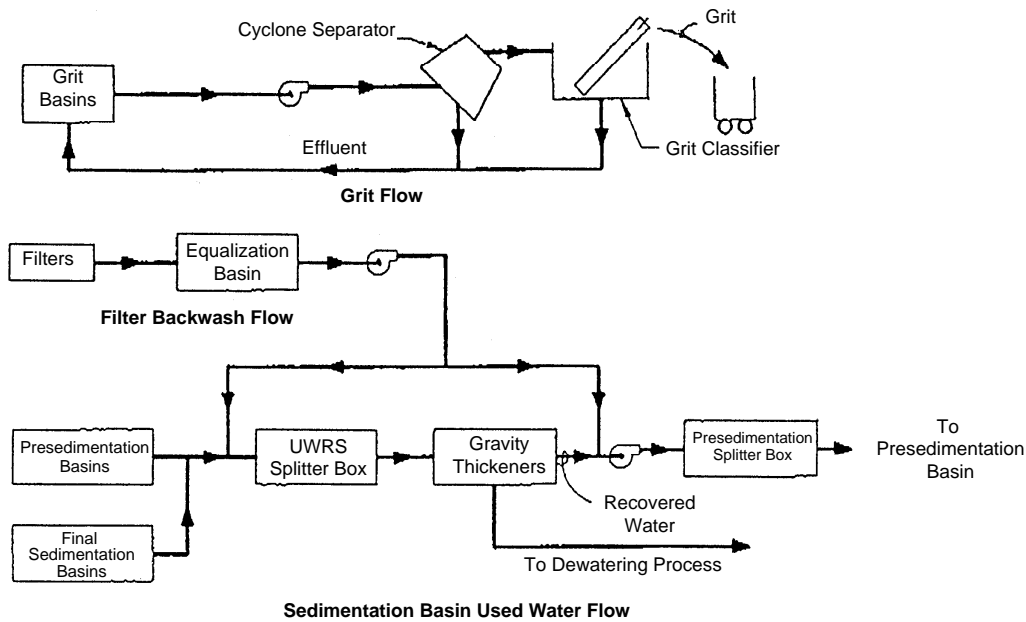 Cyclone Separator
Grit
Grit
Basins
Effluent
Grit Classifier
Grit Flow
Filters
Equalization
Basin
Filter Backwash Flow
Presedimentation
Basins
UWRS
Splitter Box
Gravity
Thickeners
Presedimentation
Splitter Box
To
Presedimentation
Basin
Recovered
Water
Final
Sedimentation
Basins
To Dewatering Process
Sedimentation Basin Used Water Flow